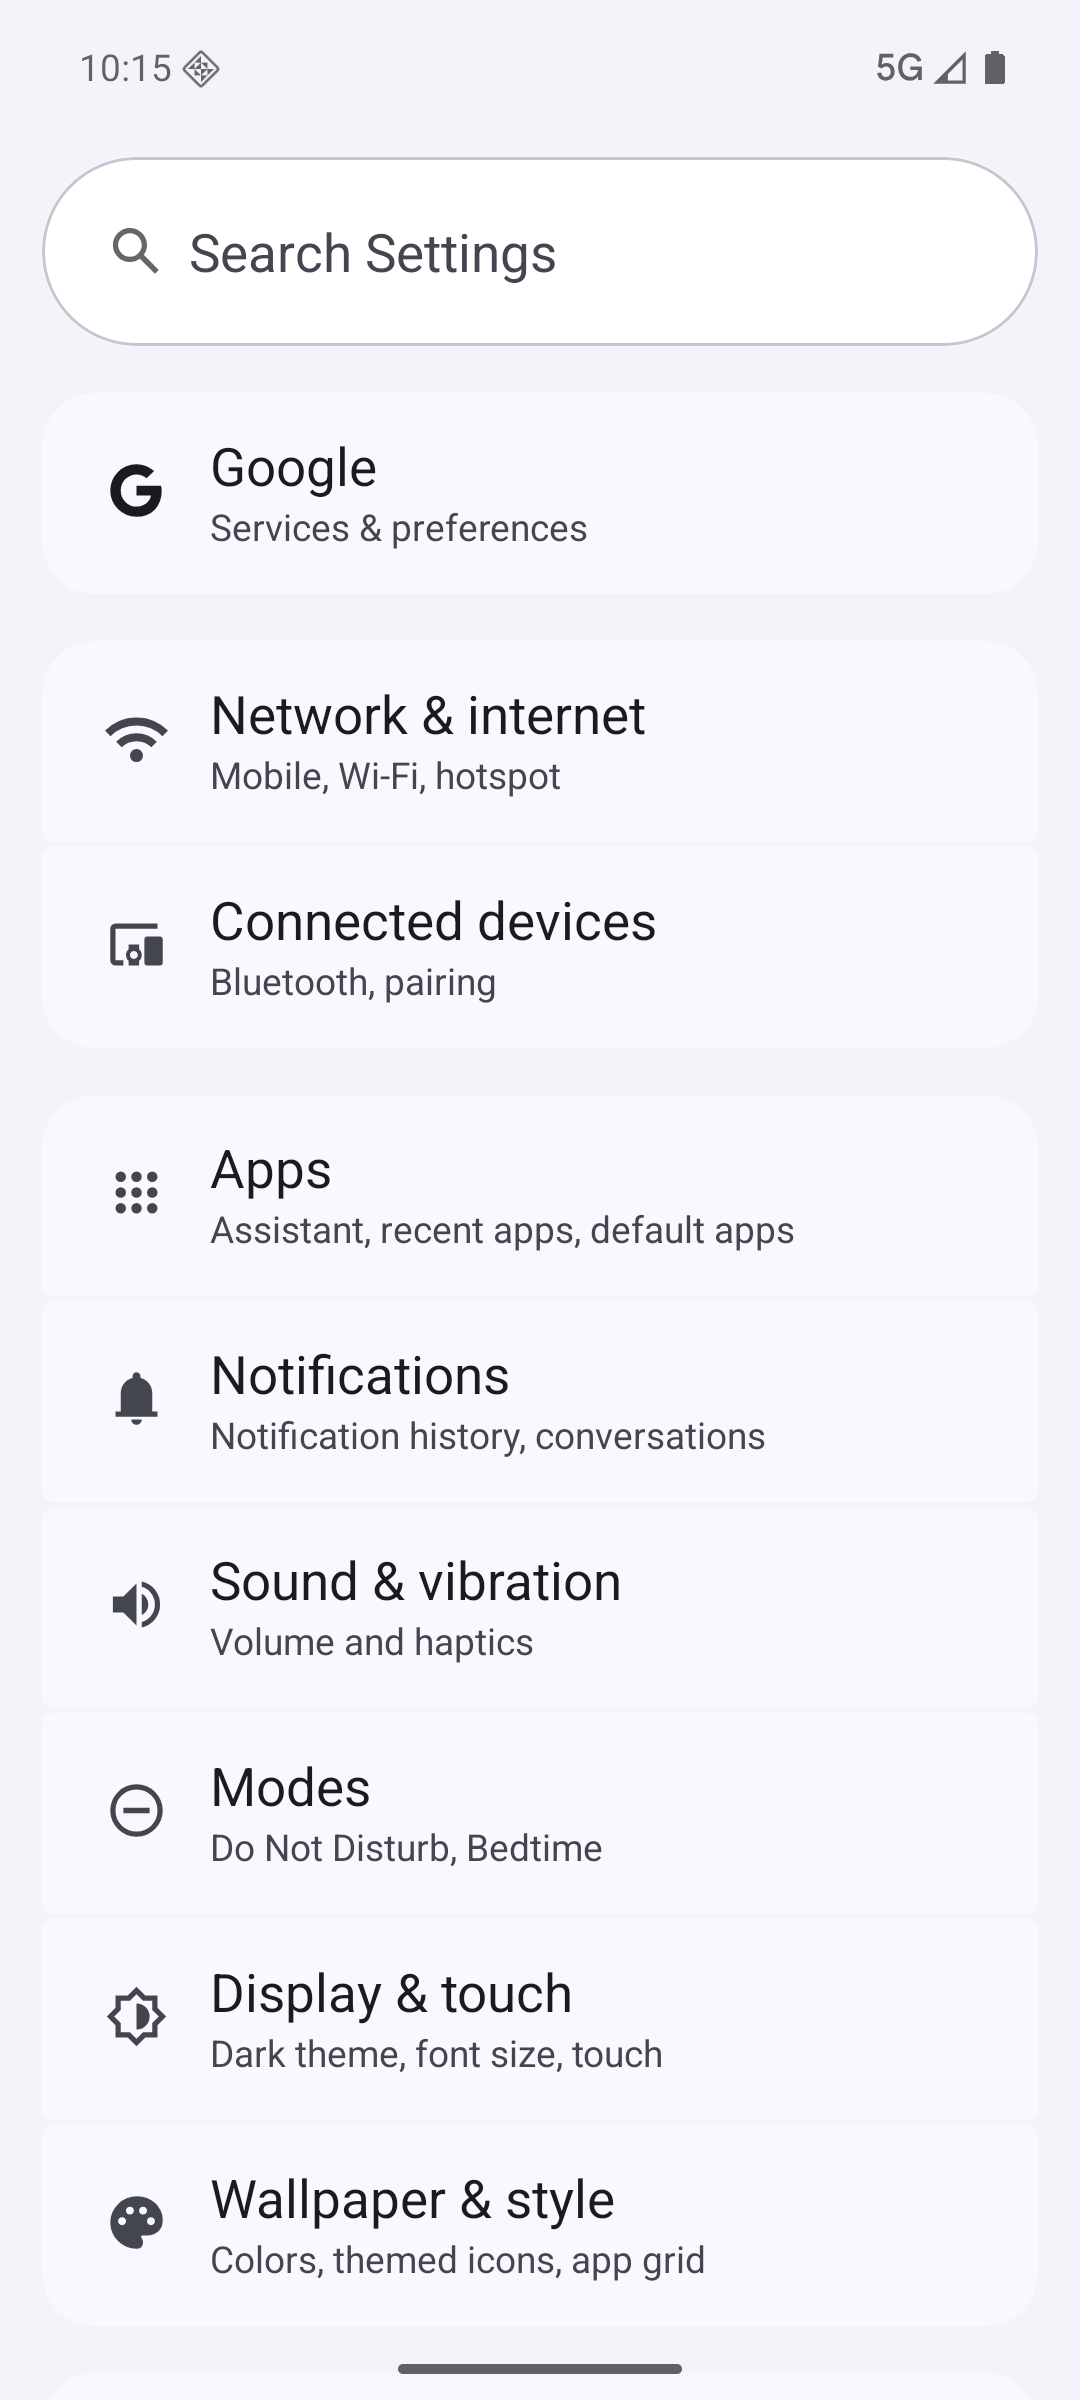 10:15
5G
Search Settings
Google
Services & preferences
Network & internet
Mobile, Wi-Fi, hotspot
Connected devices
Bluetooth, pairing
Apps
Assistant, recent apps, default apps
Notifications
Notification history, conversations
Sound & vibration
Volume and haptics
Modes
Do Not Disturb, Bedtime
Display & touch
Dark theme, font size, touch
Wallpaper & style
Colors, themed icons, app grid